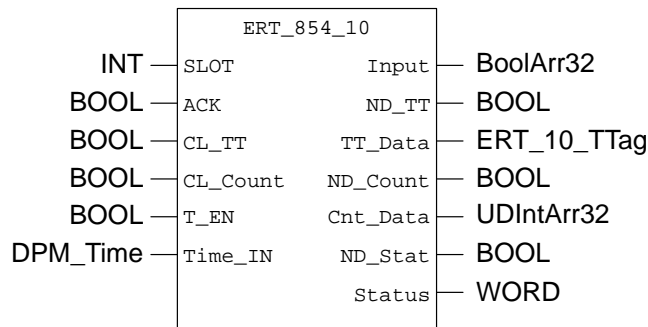 ERT_854_10
INT SLOT Input BoolArr32
BOOL ACK ND_TT BOOL
BOOL CL_TT TT_Data ERT_10_TTag
BOOL CL_Count ND_Count BOOL
BOOL T_EN Cnt_Data UDIntArr32
DPM_Time Time_IN ND_Stat BOOL
Status WORD